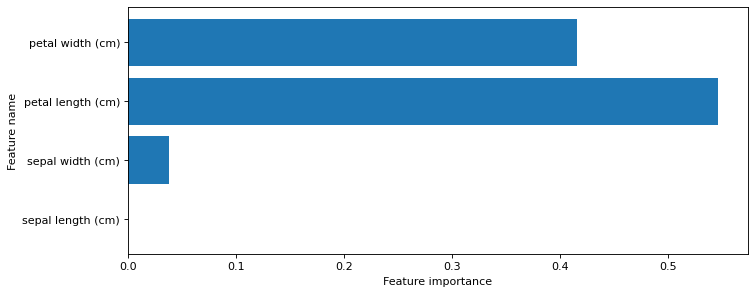 Feature name
petal width (cm)
petal length (cm)
sepal width (cm)
sepal length (cm)
0.0 0.1 0.2 0.3 0.4 0.5
Feature importance